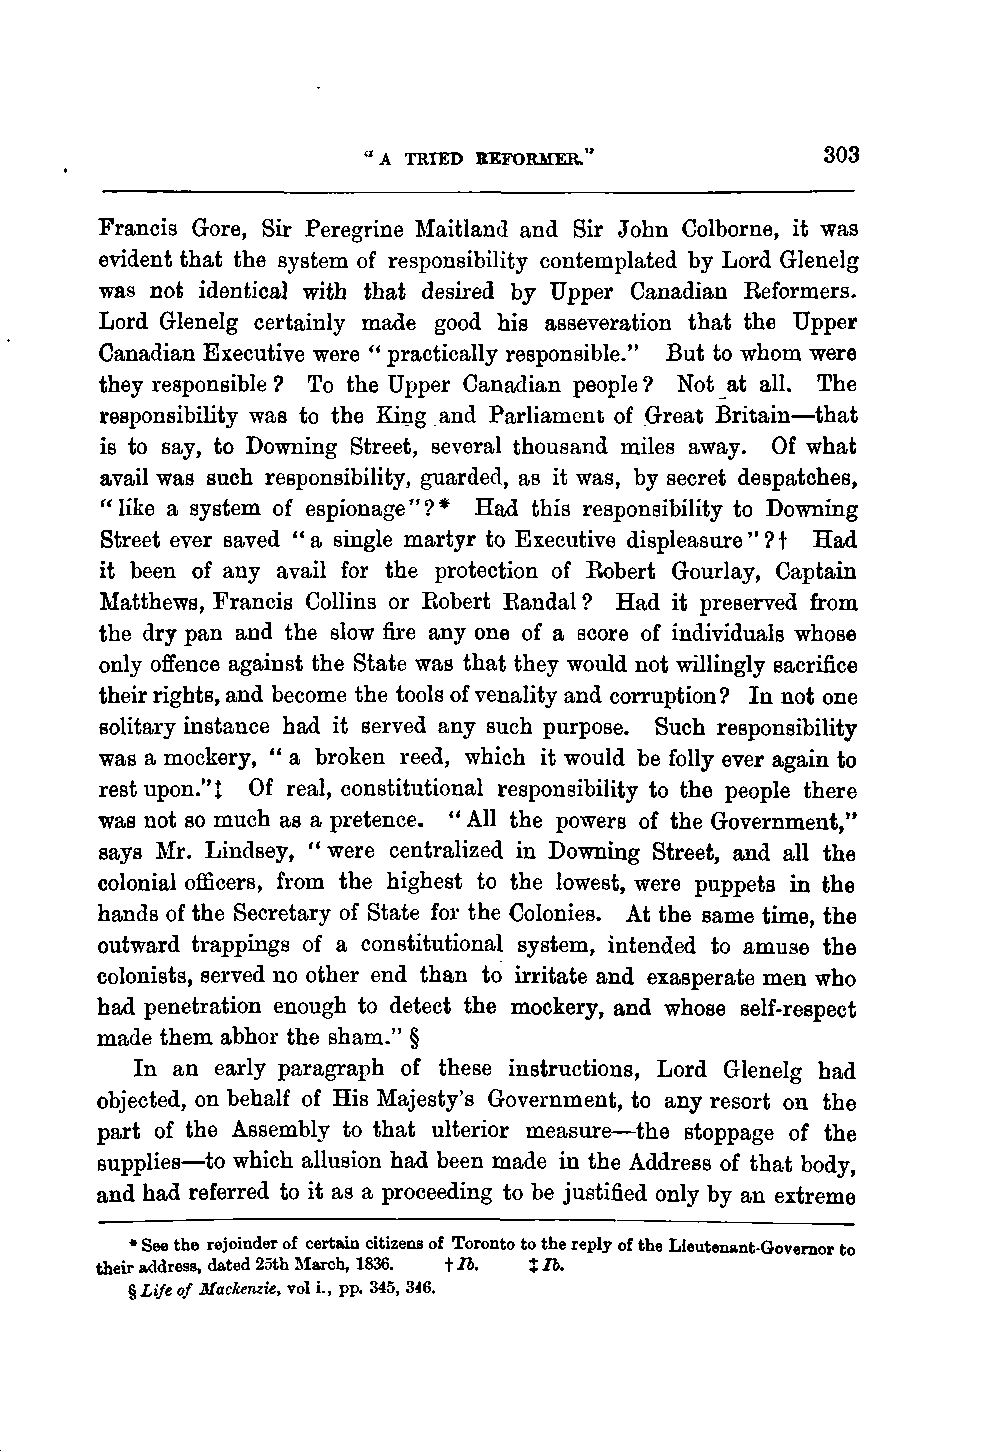 "A TRIED REFORMER." 303
Francis Gore, Sir Peregrine Maitland and Sir John Colborne, it was
evident that the system of responsibility contemplated by Lord Glenelg
was not identical with that desired by Upper Canadian Reformers.
Lord Glenelg certainly made good his asseveration that the Upper
Canadian Executive were "practically responsible." But to whom were
they responsible? To the Upper Canadian people? Not at all. The
responsibility was to the King and Parliament of Great Britain—that
is to say, to Downing Street, several thousand miles away. Of what
avail was such responsibility, guarded, as it was, by secret despatches,
"like a system of espionage"?* Had this responsibility to Downing
Street ever saved "a single martyr to Executive displeasure"?† Had
it been of any avail for the protection of Robert Gourlay, Captain
Matthews, Francis Collins or Robert Randal? Had it preserved from
the dry pan and the slow fire any one of a score of individuals whose
only offence against the State was that they would not willingly sacrifice
their rights, and become the tools of venality and corruption? In not one
solitary instance had it served any such purpose. Such responsibility
was a mockery, "a broken reed, which it would be folly ever again to
rest upon."‡ Of real, constitutional responsibility to the people there
was not so much as a pretence. "All the powers of the Government,"
says Mr. Lindsey, "were centralized in Downing Street, and all the
colonial officers, from the highest to the lowest, were puppets in the
hands of the Secretary of State for the Colonies. At the same time, the
outward trappings of a constitutional system, intended to amuse the
colonists, served no other end than to irritate and exasperate men who
had penetration enough to detect the mockery, and whose self-respect
made them abhor the sham." §
In an early paragraph of these instructions, Lord Glenelg had
objected, on behalf of His Majesty's Government, to any resort on the
part of the Assembly to that ulterior measure—the stoppage of the
supplies—to which allusion had been made in the Address of that body,
and had referred to it as a proceeding to be justified only by an extreme
* See the rejoinder of certain citizens of Toronto to the reply of the Lieutenant-Governor to
their address, dated 25th March, 1836. † Ib. ‡ Ib.
§ Life of Mackenzie, vol i., pp. 345, 346.